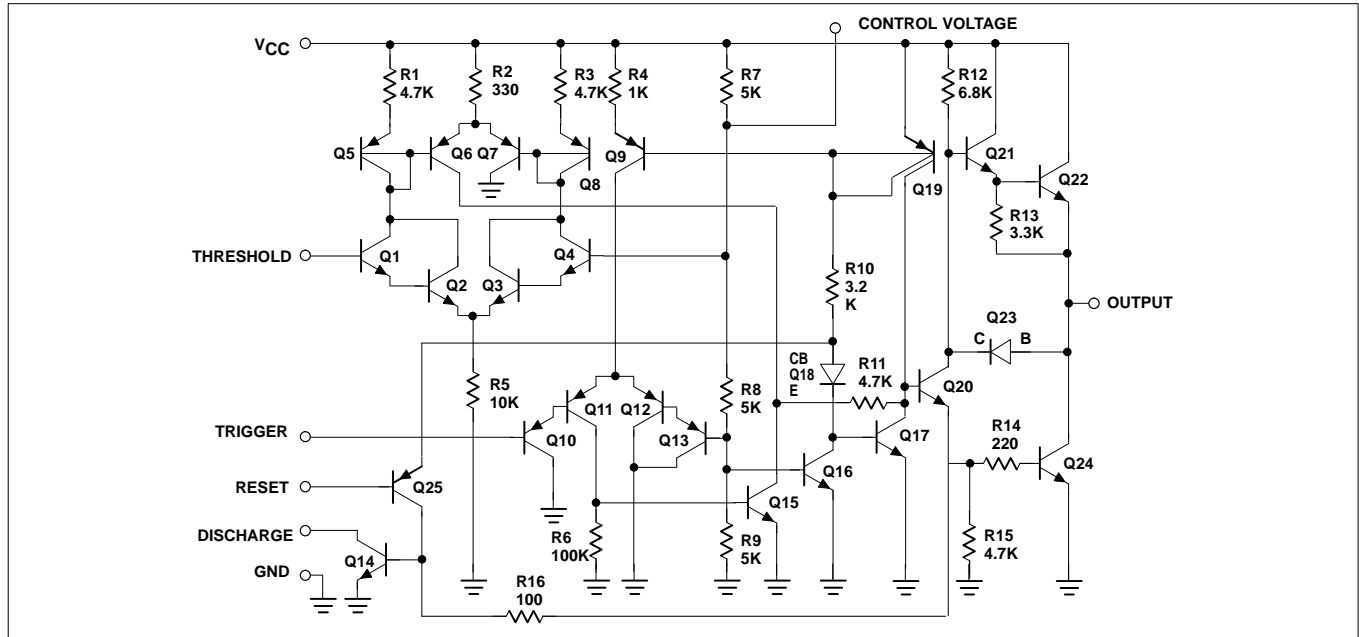 CONTROL VOLTAGE
VCC
R1
4.7K
R2
330
R3
4.7K
R4
1K
R7
5K
R12
6.8K
Q5
Q6
Q7
Q8
Q9
Q19
Q21
Q22
R13
3.3K
THRESHOLD
Q1
Q2
Q3
Q4
R10
3.2
K
OUTPUT
Q23
C
B
CB
Q18
E
R11
4.7K
Q20
R5
10K
Q11
Q12
R8
5K
TRIGGER
Q10
Q13
Q17
R14
220
Q16
Q24
RESET
Q25
Q15
DISCHARGE
R6
100K
R9
5K
R15
4.7K
Q14
GND
R16
100